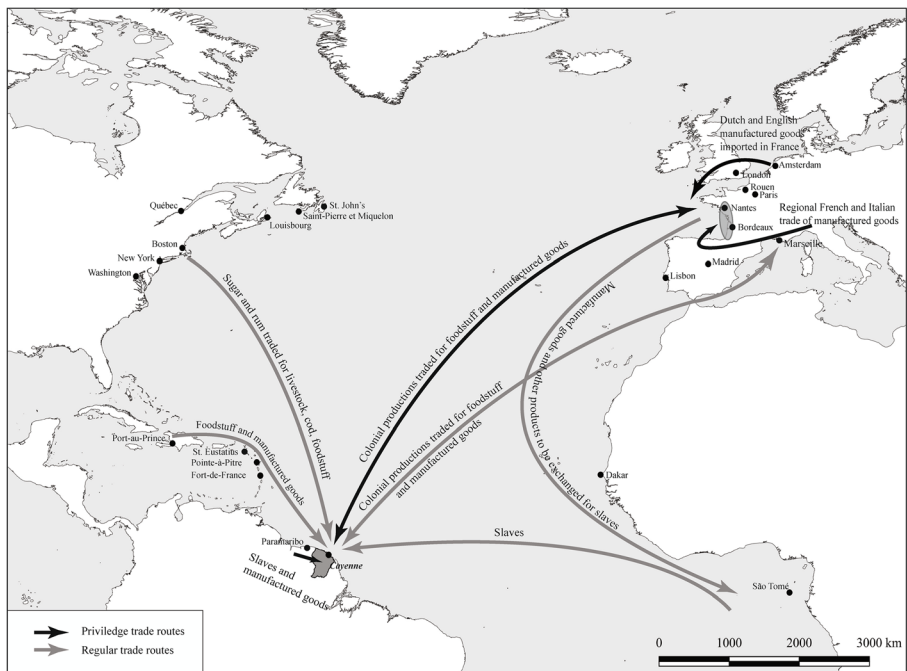 Dutch and English
manufactured goods
imported in France
Amsterdam
London
Rouen
Paris
Nantes
Regional French and Italian
trade of manufactured goods
Bordeaux
Marseille
Madrid
Lisbon
Québec
St. John's
Saint-Pierre et Miquelon
Louisbourg
Boston
New York
Washington
Sugar and rum traded for livestock, cod, foodstuff
Colonial productions traded for foodstuff and manufactured goods
Manufactured goods and other products to be exchanged for slaves
Colonial productions traded for foodstuff
and manufactured goods
Foodstuff and manufactured goods
Port-au-Prince
St. Eustatius
Pointe-à-Pitre
Fort-de-France
Dakar
Paramaribo
Cayenne
Slaves
Slaves and
manufactured goods
São Tomé
Priviledge trade routes
Regular trade routes
0 1000 2000 3000 km